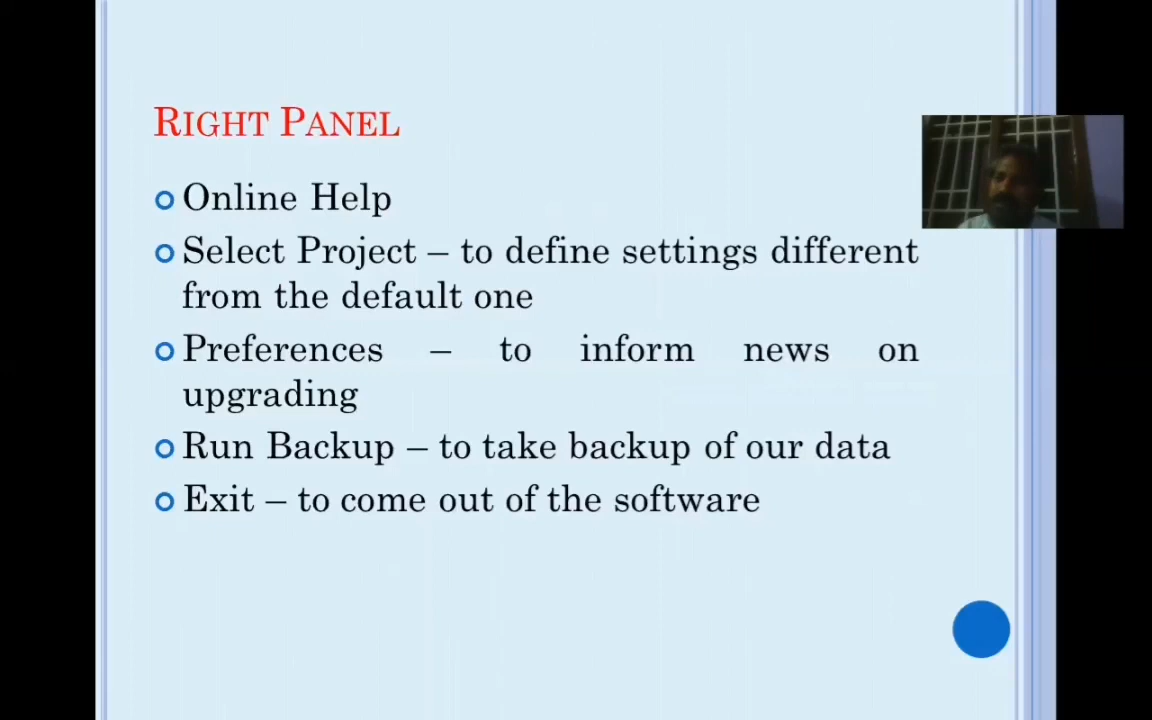 RIGHT PANEL
Online Help
Select Project – to define settings different
from the default one
Preferences – to inform news on
upgrading
Run Backup – to take backup of our data
Exit – to come out of the software